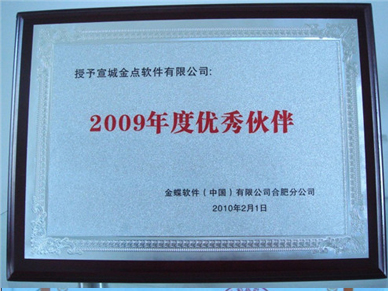 授予宣城金点软件有限公司:
2009年度优秀伙伴
金蝶软件（中国）有限公司合肥分公司
2010年2月1日